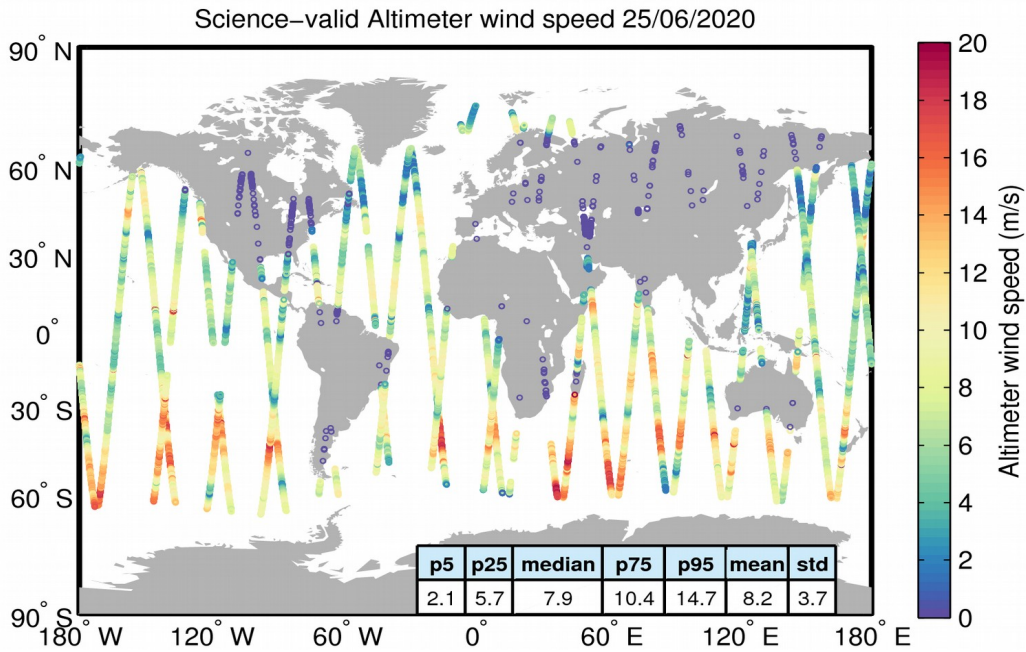 Science−valid Altimeter wind speed 25/06/2020
90° N
60° N
30° N
0°
30° S
60° S
90° S
180° W
120° W
60° W
0°
60° E
120° E
180° E
p5 p25 median p75 p95 mean std
2.1 5.7 7.9 10.4 14.7 8.2 3.7
20
18
16
14
12
10
8
6
4
2
0
Altimeter wind speed (m/s)